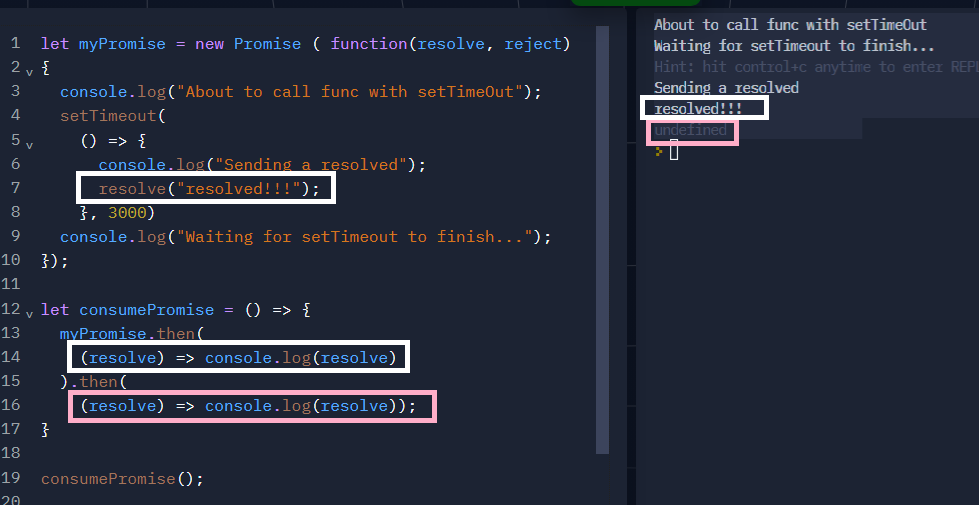 1 let myPromise = new Promise ( function(resolve, reject)
2 {
3 console.log("About to call func with setTimeOut");
4 setTimeout(
5 () => {
6 console.log("Sending a resolved");
7 resolve("resolved!!!");
8 }, 3000)
9 console.log("Waiting for setTimeout to finish...");
10 });
11
12 let consumePromise = () => {
13 myPromise.then(
14 (resolve) => console.log(resolve)
15 ).then(
16 (resolve) => console.log(resolve));
17 }
18
19 consumePromise();
20
About to call func with setTimeOut
Waiting for setTimeout to finish...
Hint: hit control+c anytime to enter REPL
Sending a resolved
resolved!!!
undefined
>